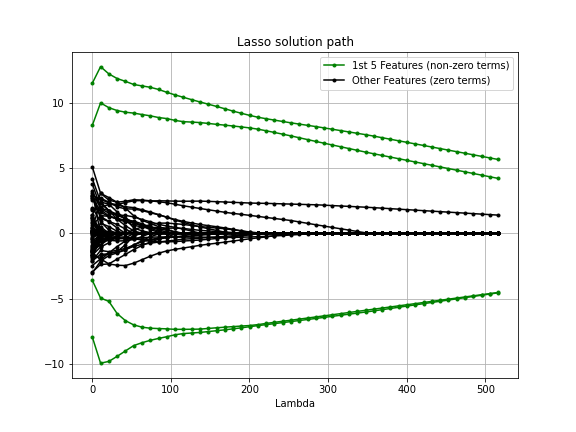 Lasso solution path
1st 5 Features (non-zero terms)
Other Features (zero terms)
10
5
0
−5
−10
0 100 200 300 400 500
Lambda